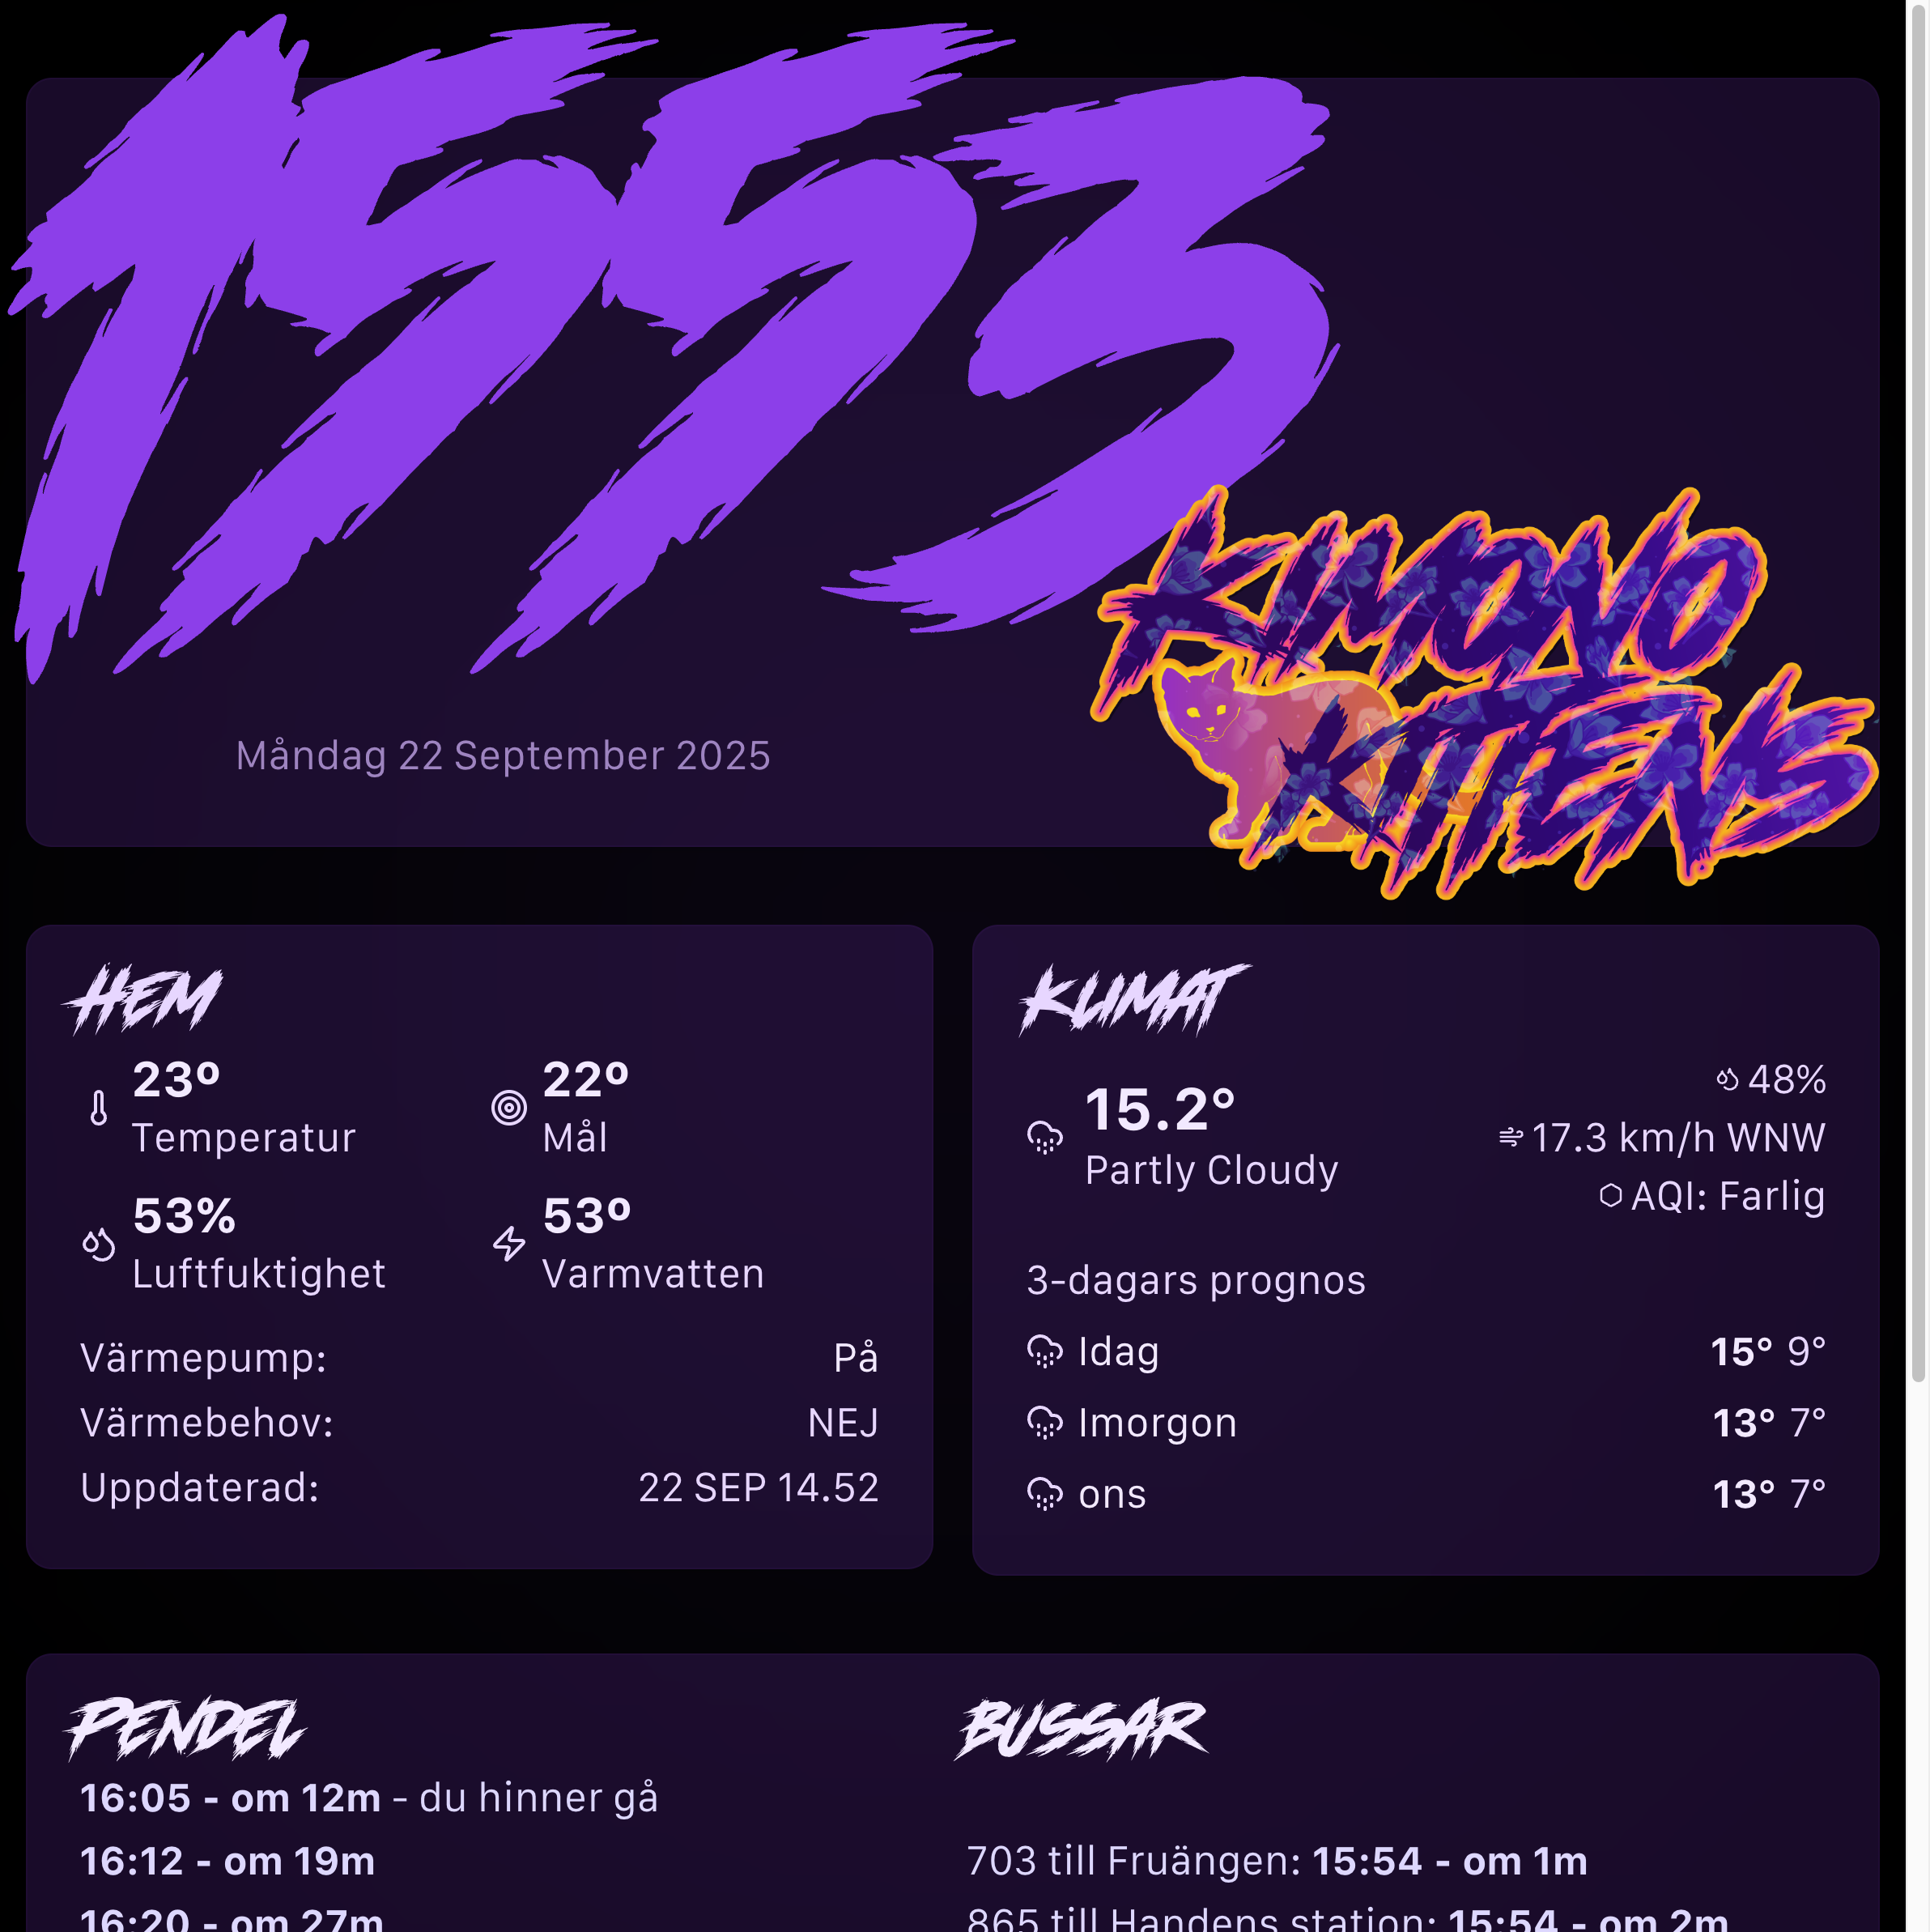 1553
KIMONO
KITTENS
Måndag 22 September 2025
HEM
23º
Temperatur
22º
Mål
53%
Luftfuktighet
53º
Varmvatten
Värmepump: På
Värmebehov: NEJ
Uppdaterad: 22 SEP 14.52
KLIMAT
15.2°
Partly Cloudy
48%
17.3 km/h WNW
AQI: Farlig
3-dagars prognos
Idag 15° 9°
Imorgon 13° 7°
ons 13° 7°
PENDEL
16:05 - om 12m - du hinner gå
16:12 - om 19m
16:20 - om 27m
BUSSAR
703 till Fruängen: 15:54 - om 1m
865 till Handens station: 15:54 - om 2m